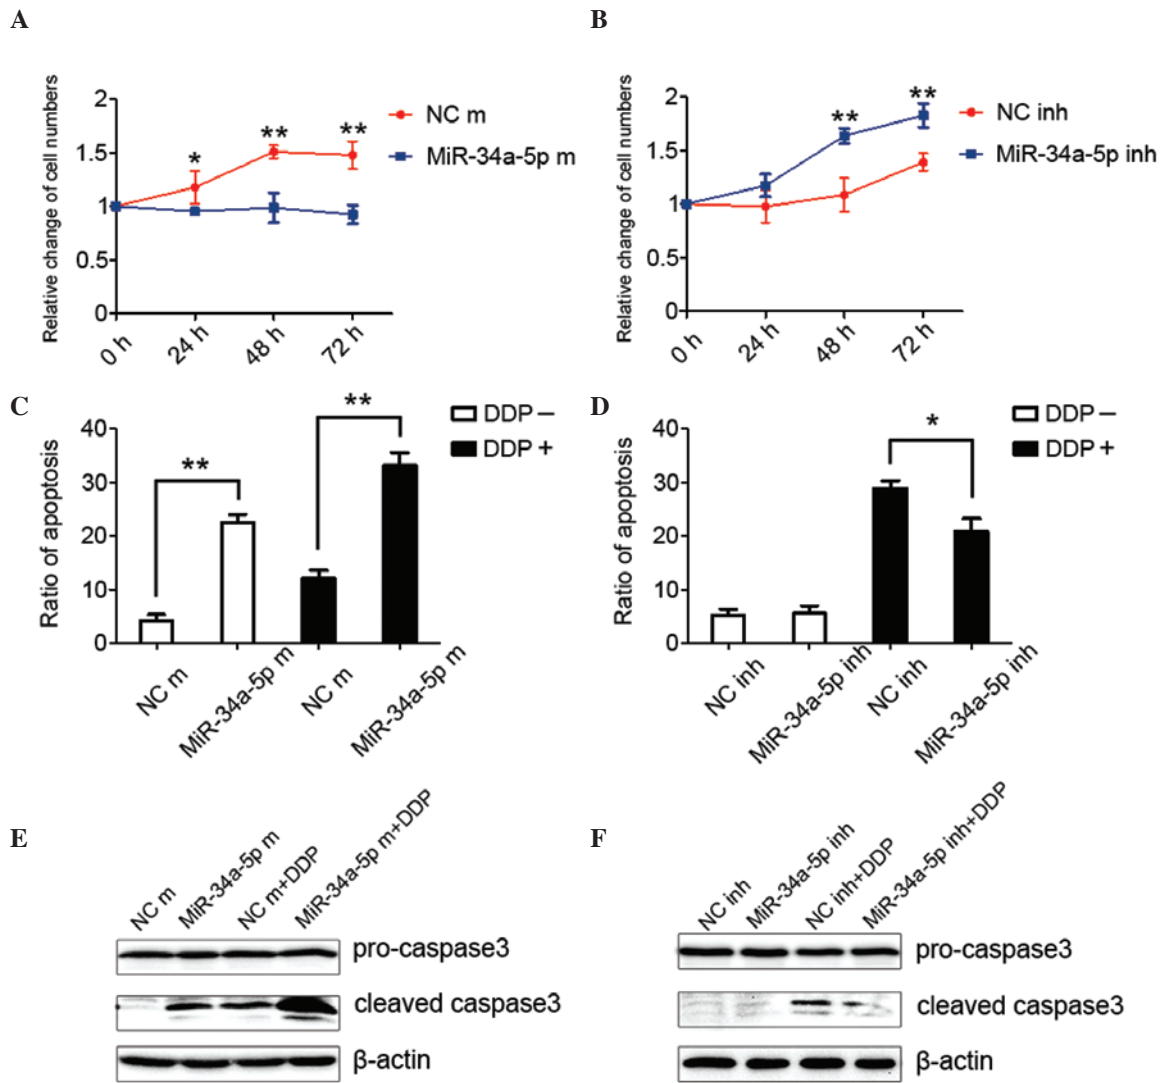 A
Relative change of cell numbers
2
1.5
1
0.5
0
0 h
24 h
48 h
72 h
*
**
**
NC m
MiR-34a-5p m
B
Relative change of cell numbers
2
1.5
1
0.5
0
0 h
24 h
48 h
72 h
**
**
NC inh
MiR-34a-5p inh
C
Ratio of apoptosis
40
30
20
10
0
**
**
DDP –
DDP +
NC m
MiR-34a-5p m
NC m
MiR-34a-5p m
D
Ratio of apoptosis
40
30
20
10
0
*
DDP –
DDP +
NC inh
MiR-34a-5p inh
NC inh
MiR-34a-5p inh
E
NC m
MiR-34a-5p m
NC m+DDP
MiR-34a-5p m+DDP
pro-caspase3
cleaved caspase3
β-actin
F
NC inh
MiR-34a-5p inh
NC inh+DDP
MiR-34a-5p inh+DDP
pro-caspase3
cleaved caspase3
β-actin